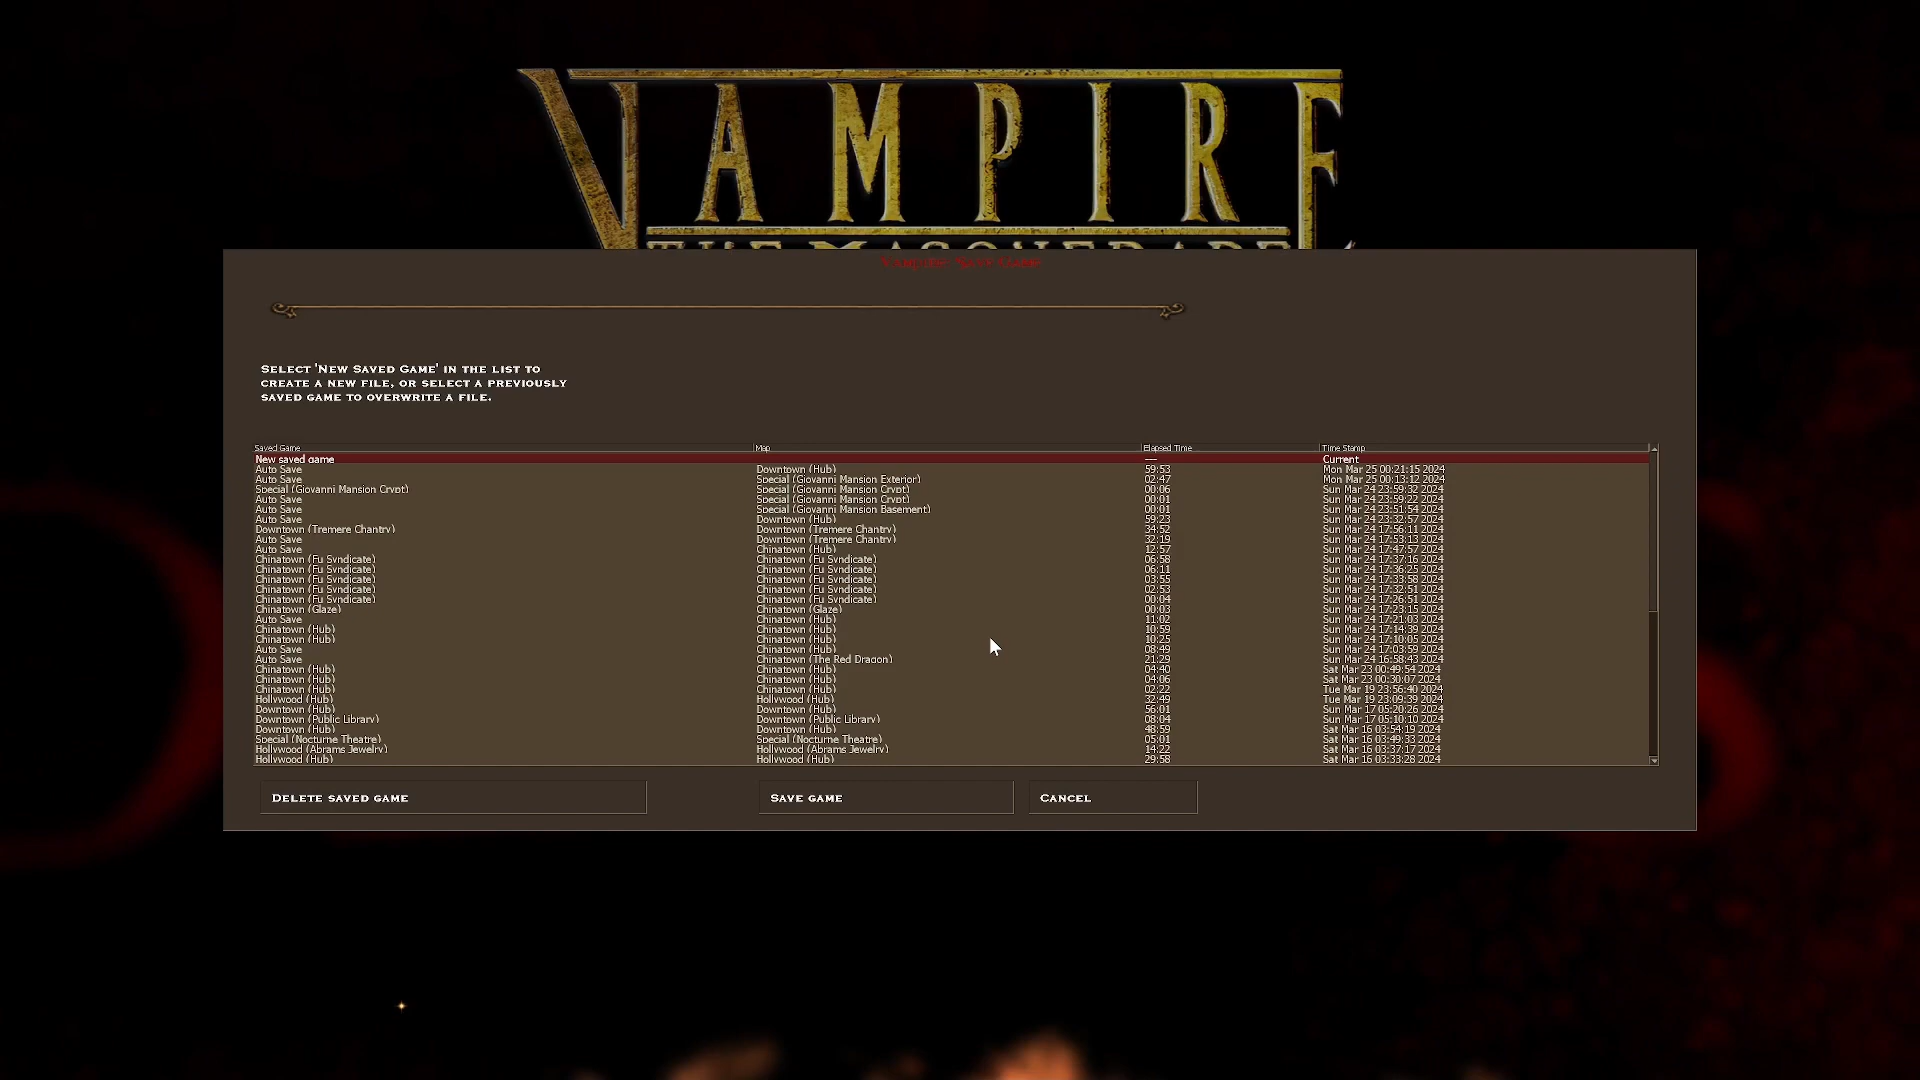 VAMPIRE
THE MASQUERADE
Vampire: Save Game
SELECT 'NEW SAVED GAME' IN THE LIST TO
CREATE A NEW FILE, OR SELECT A PREVIOUSLY
SAVED GAME TO OVERWRITE A FILE.
Saved Game Map Elapsed Time Time Stamp
New saved game --- Current
Auto Save Downtown (Hub) 59:53 Mon Mar 25 00:21:15 2024
Auto Save Special (Giovanni Mansion Exterior) 02:47 Mon Mar 25 00:13:12 2024
Special (Giovanni Mansion Crypt) Special (Giovanni Mansion Crypt) 00:06 Sun Mar 24 23:59:32 2024
Auto Save Special (Giovanni Mansion Crypt) 00:01 Sun Mar 24 23:59:22 2024
Auto Save Special (Giovanni Mansion Basement) 00:01 Sun Mar 24 23:51:54 2024
Auto Save Downtown (Hub) 59:23 Sun Mar 24 23:32:57 2024
Downtown (Tremere Chantry) Downtown (Tremere Chantry) 34:52 Sun Mar 24 17:56:11 2024
Auto Save Downtown (Tremere Chantry) 32:19 Sun Mar 24 17:53:13 2024
Auto Save Chinatown (Hub) 12:57 Sun Mar 24 17:47:57 2024
Chinatown (Fu Syndicate) Chinatown (Fu Syndicate) 06:58 Sun Mar 24 17:37:16 2024
Chinatown (Fu Syndicate) Chinatown (Fu Syndicate) 06:11 Sun Mar 24 17:36:25 2024
Chinatown (Fu Syndicate) Chinatown (Fu Syndicate) 03:55 Sun Mar 24 17:33:58 2024
Chinatown (Fu Syndicate) Chinatown (Fu Syndicate) 02:53 Sun Mar 24 17:32:51 2024
Chinatown (Fu Syndicate) Chinatown (Fu Syndicate) 00:04 Sun Mar 24 17:26:51 2024
Chinatown (Glaze) Chinatown (Glaze) 00:03 Sun Mar 24 17:23:15 2024
Auto Save Chinatown (Hub) 11:02 Sun Mar 24 17:21:03 2024
Chinatown (Hub) Chinatown (Hub) 10:59 Sun Mar 24 17:14:39 2024
Chinatown (Hub) Chinatown (Hub) 10:25 Sun Mar 24 17:10:05 2024
Auto Save Chinatown (Hub) 08:49 Sun Mar 24 17:03:59 2024
Auto Save Chinatown (The Red Dragon) 21:29 Sun Mar 24 16:58:43 2024
Chinatown (Hub) Chinatown (Hub) 04:40 Sat Mar 23 00:49:54 2024
Chinatown (Hub) Chinatown (Hub) 04:06 Sat Mar 23 00:30:07 2024
Chinatown (Hub) Chinatown (Hub) 02:22 Tue Mar 19 23:56:40 2024
Hollywood (Hub) Hollywood (Hub) 32:49 Tue Mar 19 23:09:39 2024
Downtown (Hub) Downtown (Hub) 56:01 Sun Mar 17 05:20:26 2024
Downtown (Public Library) Downtown (Public Library) 08:04 Sun Mar 17 05:10:10 2024
Downtown (Hub) Downtown (Hub) 48:59 Sat Mar 16 03:54:19 2024
Special (Nocturne Theatre) Special (Nocturne Theatre) 05:01 Sat Mar 16 03:49:33 2024
Hollywood (Abrams Jewelry) Hollywood (Abrams Jewelry) 14:22 Sat Mar 16 03:37:17 2024
Hollywood (Hub) Hollywood (Hub) 29:58 Sat Mar 16 03:33:28 2024
DELETE SAVED GAME SAVE GAME CANCEL